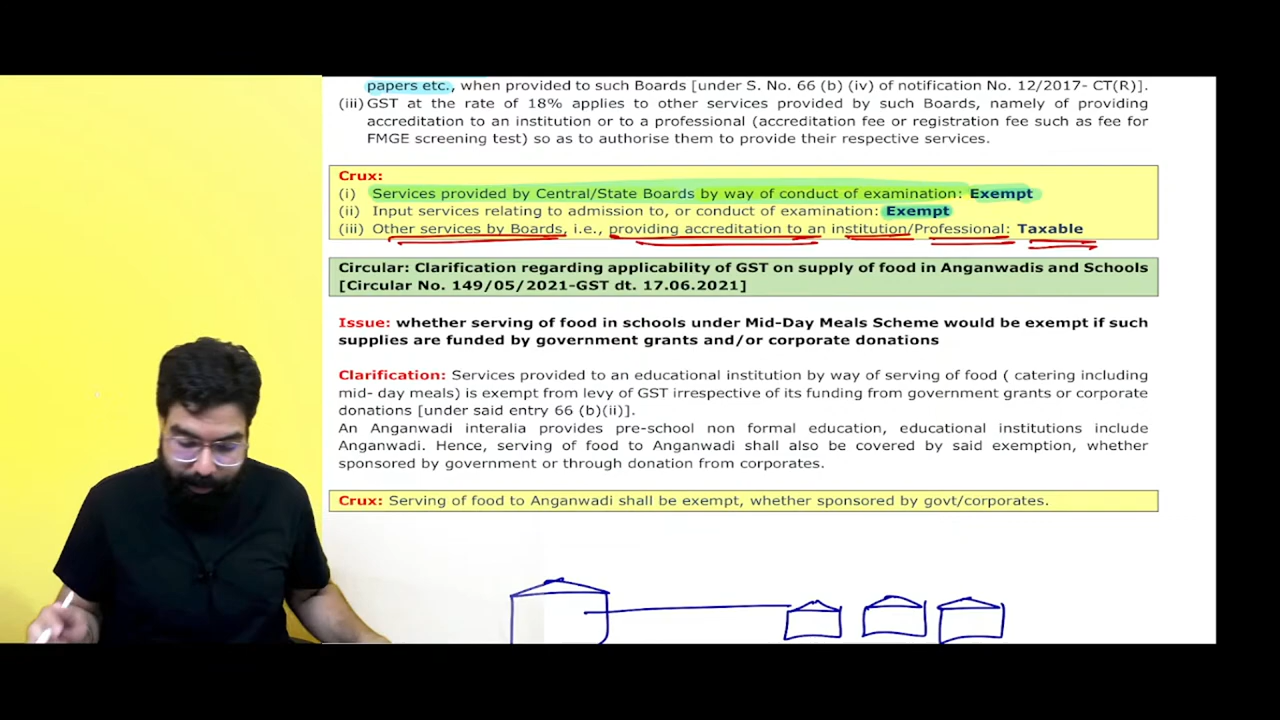 papers etc., when provided to such Boards [under S. No. 66 (b) (iv) of notification No. 12/2017- CT(R)].
(iii) GST at the rate of 18% applies to other services provided by such Boards, namely of providing
accreditation to an institution or to a professional (accreditation fee or registration fee such as fee for
FMGE screening test) so as to authorise them to provide their respective services.
Crux:
(i) Services provided by Central/State Boards by way of conduct of examination: Exempt
(ii) Input services relating to admission to, or conduct of examination: Exempt
(iii) Other services by Boards, i.e., providing accreditation to an institution/Professional: Taxable
Circular: Clarification regarding applicability of GST on supply of food in Anganwadis and Schools
[Circular No. 149/05/2021-GST dt. 17.06.2021]
Issue: whether serving of food in schools under Mid-Day Meals Scheme would be exempt if such
supplies are funded by government grants and/or corporate donations
Clarification: Services provided to an educational institution by way of serving of food ( catering including
mid- day meals) is exempt from levy of GST irrespective of its funding from government grants or corporate
donations [under said entry 66 (b)(ii)].
An Anganwadi interalia provides pre-school non formal education, educational institutions include
Anganwadi. Hence, serving of food to Anganwadi shall also be covered by said exemption, whether
sponsored by government or through donation from corporates.
Crux: Serving of food to Anganwadi shall be exempt, whether sponsored by govt/corporates.